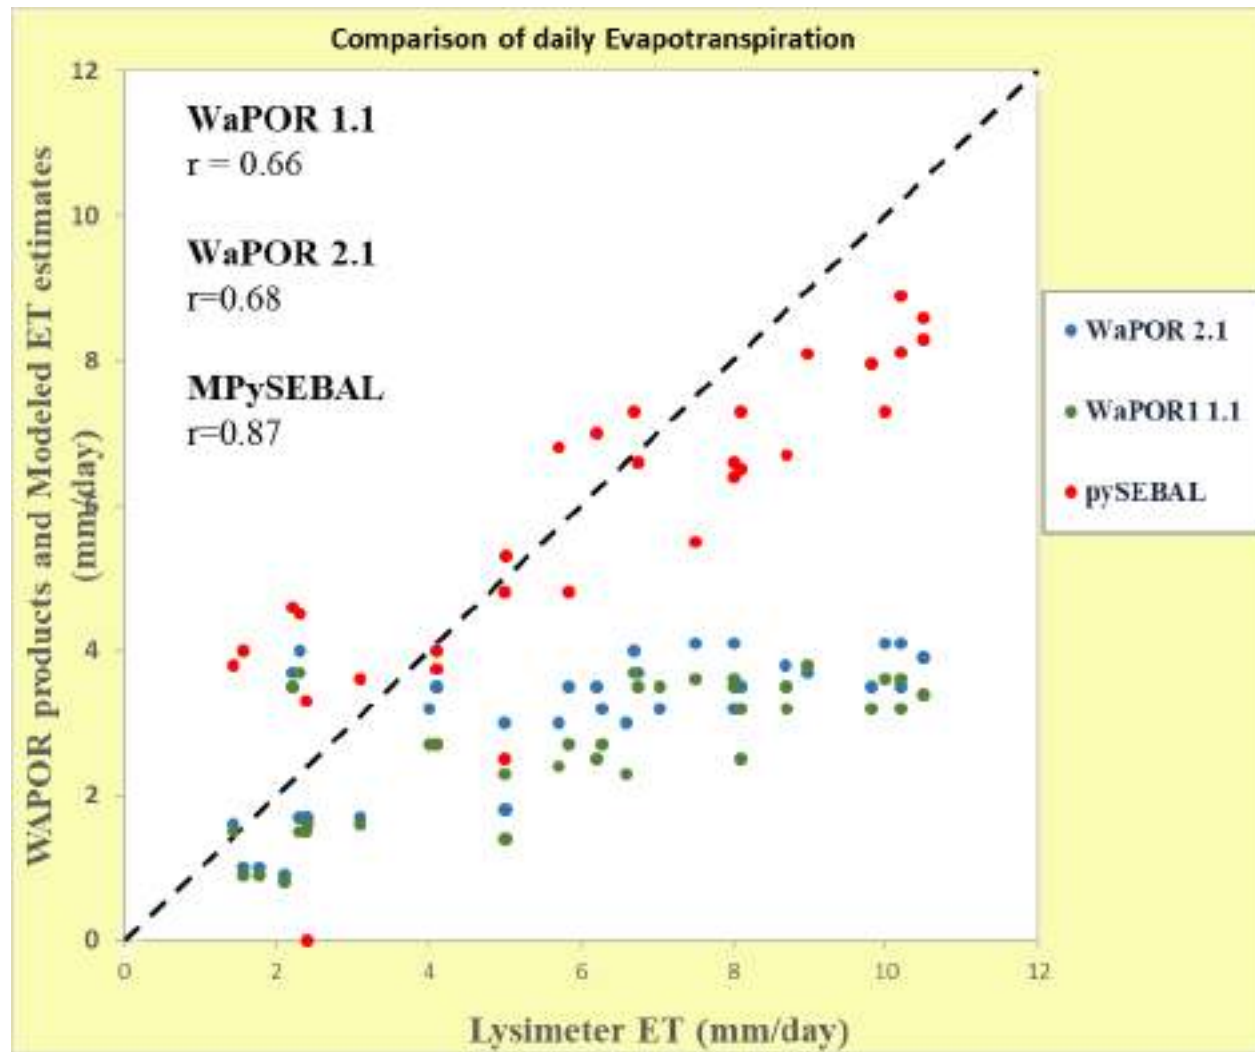 Comparison of daily Evapotranspiration
WAPOR products and Modeled ET estimates
(mm/day)
12
10
8
4
2
0
WaPOR 1.1
r = 0.66
WaPOR 2.1
r=0.68
MPySEBAL
r=0.87
WaPOR 2.1
WaPOR1 1.1
pySEBAL
0 2 4 6 8 10 12
Lysimeter ET (mm/day)